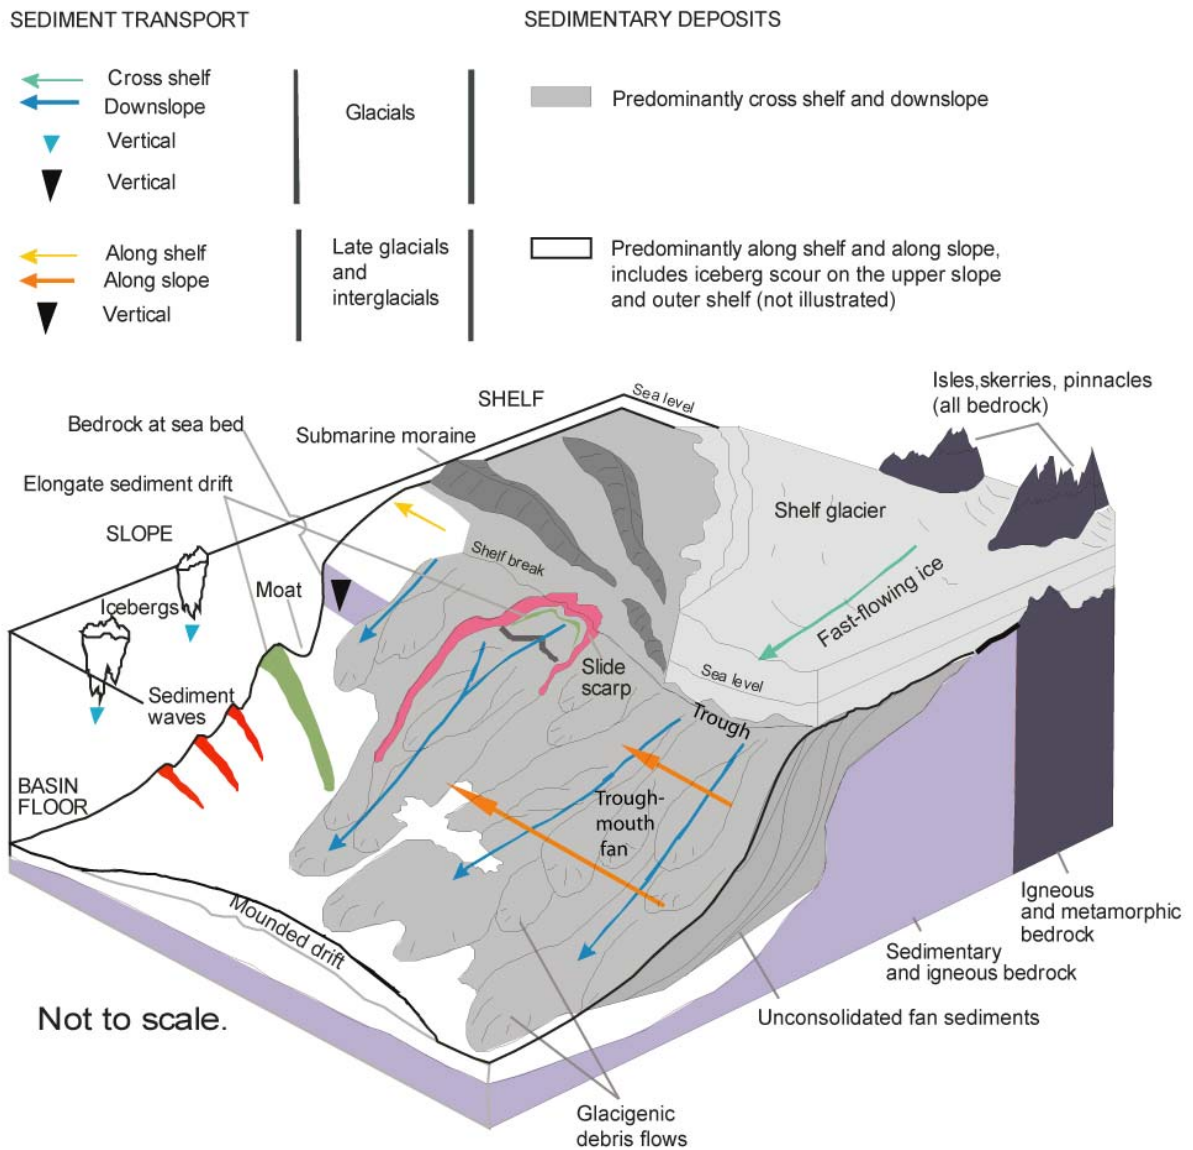 SEDIMENT TRANSPORT
SEDIMENTARY DEPOSITS
Cross shelf
Downslope
Vertical
Vertical
Glacials
Predominantly cross shelf and downslope
Along shelf
Along slope
Vertical
Late glacials
and
interglacials
Predominantly along shelf and along slope,
includes iceberg scour on the upper slope
and outer shelf (not illustrated)
Isles,skerries, pinnacles
(all bedrock)
SHELF
Sea level
Bedrock at sea bed
Submarine moraine
Elongate sediment drift
Shelf glacier
SLOPE
Shelf break
Moat
Icebergs
Fast-flowing ice
Slide
scarp
Sea level
Sediment
waves
Trough
BASIN
FLOOR
Trough-
mouth
fan
Mounded drift
Igneous
and metamorphic
bedrock
Sedimentary
and igneous bedrock
Not to scale.
Unconsolidated fan sediments
Glacigenic
debris flows